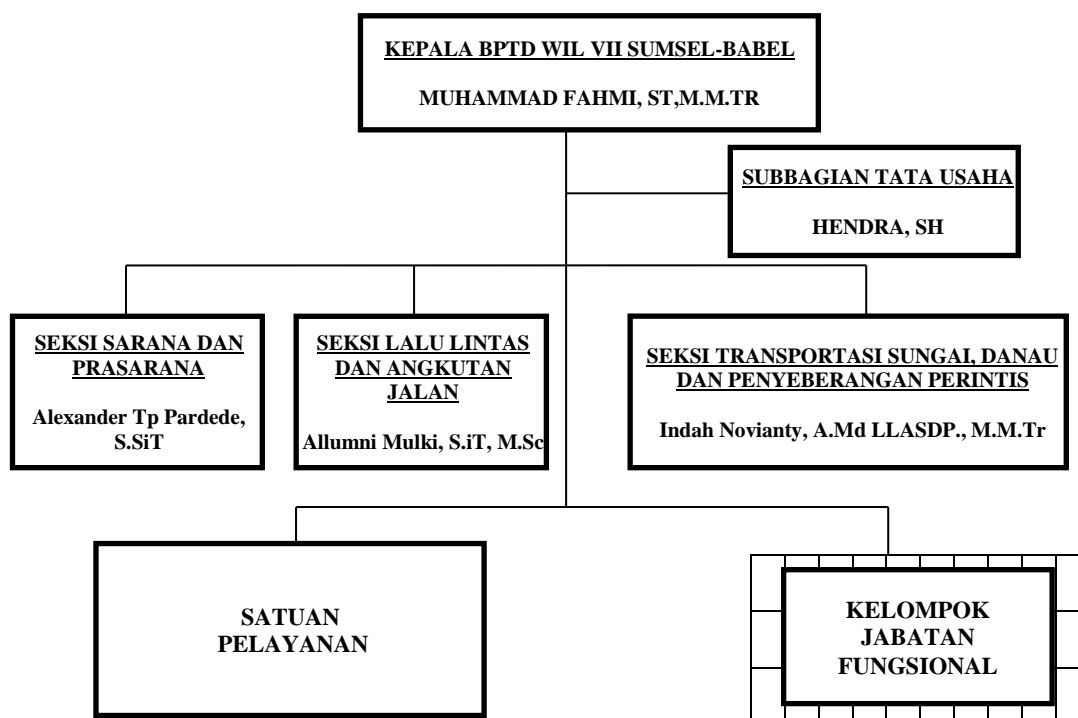 KEPALA BPTD WIL VII SUMSEL-BABEL
MUHAMMAD FAHMI, ST,M.M.TR
SUBBAGIAN TATA USAHA
HENDRA, SH
SEKSI SARANA DAN
PRASARANA
Alexander Tp Pardede,
S.SiT
SEKSI LALU LINTAS
DAN ANGKUTAN
JALAN
Allumni Mulki, S.iT, M.Sc
SEKSI TRANSPORTASI SUNGAI, DANAU
DAN PENYEBERANGAN PERINTIS
Indah Novianty, A.Md LLASDP., M.M.Tr
SATUAN
PELAYANAN
KELOMPOK
JABATAN
FUNGSIONAL